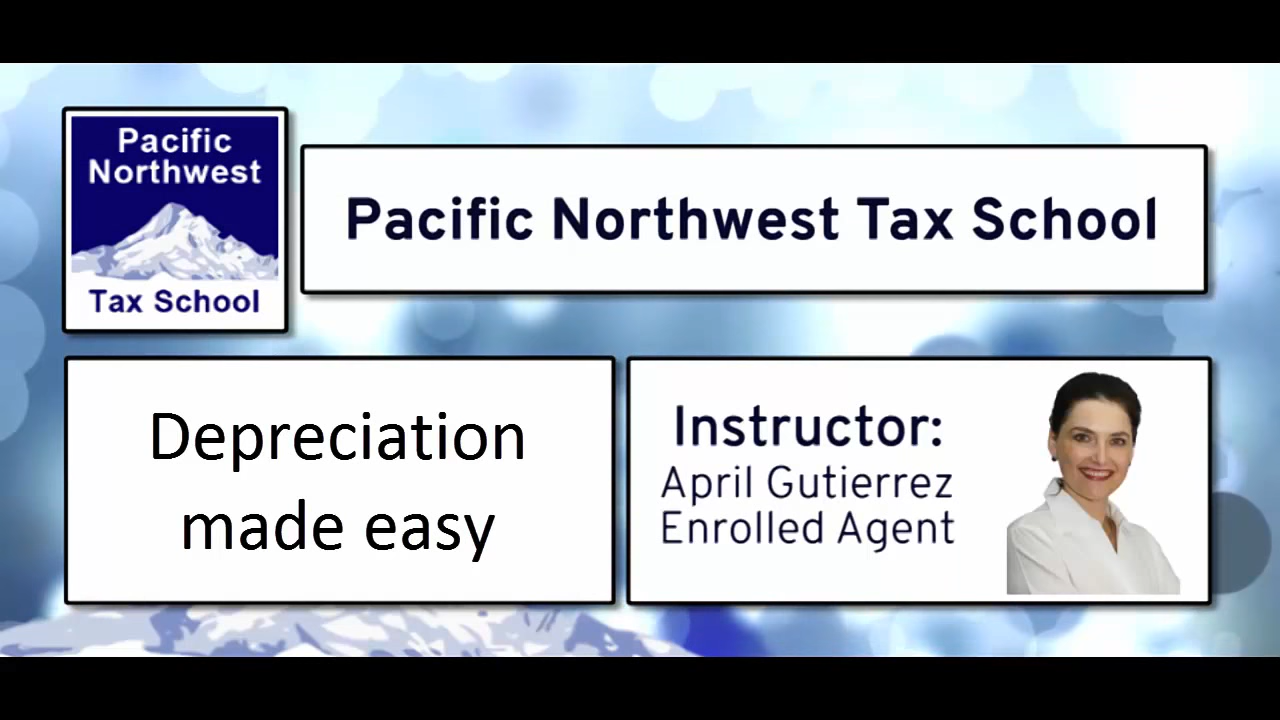 Pacific
Northwest
Tax School
Pacific Northwest Tax School
Depreciation
made easy
Instructor:
April Gutierrez
Enrolled Agent